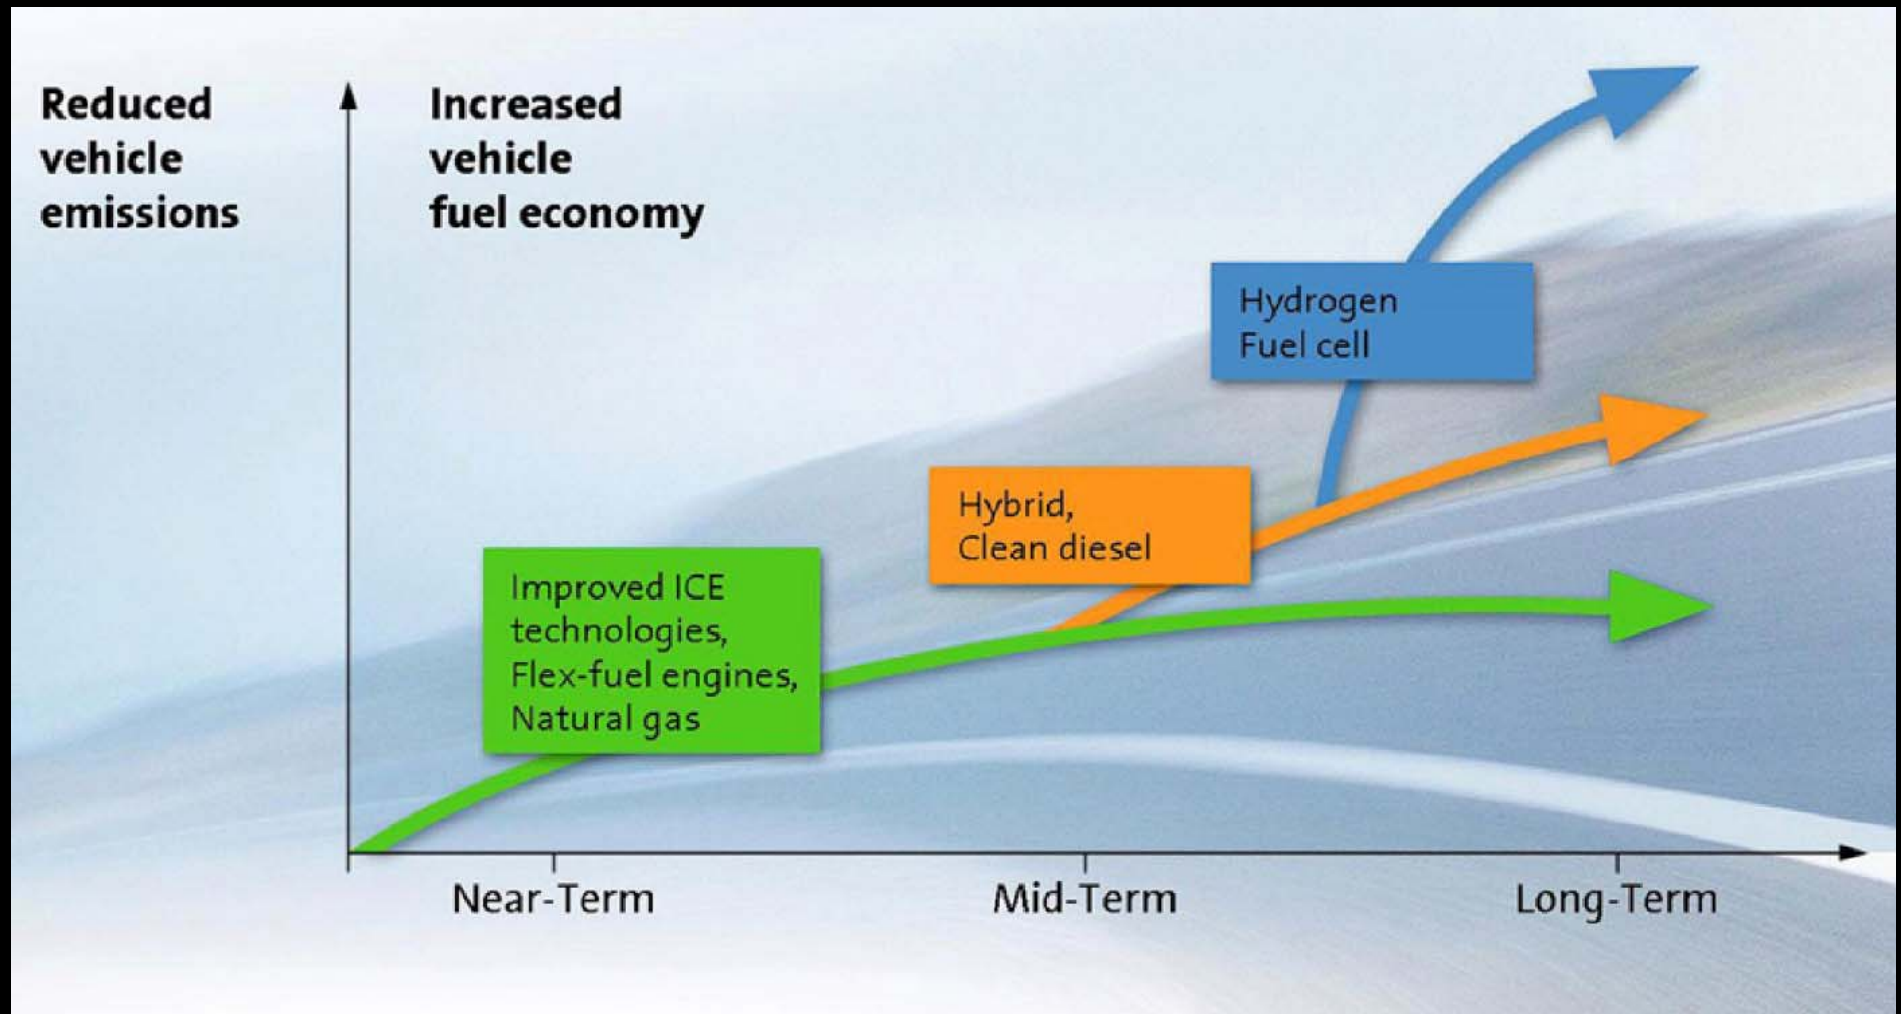 Reduced
vehicle
emissions
Increased
vehicle
fuel economy
Hydrogen
Fuel cell
Hybrid,
Clean diesel
Improved ICE
technologies,
Flex-fuel engines,
Natural gas
Near-Term
Mid-Term
Long-Term